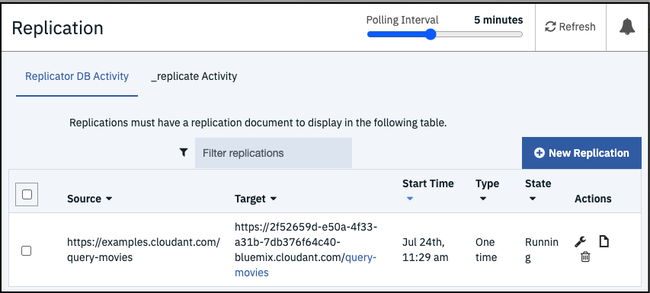 Replication
Polling Interval 5 minutes
Refresh
Replicator DB Activity _replicate Activity
Replications must have a replication document to display in the following table.
Filter replications
New Replication
Source Target Start Time Type State Actions
https://examples.cloudant.com/
query-movies
https://2f52659d-e50a-4f33-
a31b-7db376f64c40-
bluemix.cloudant.com/query-
movies
Jul 24th,
11:29 am
One
time
Runnin
g